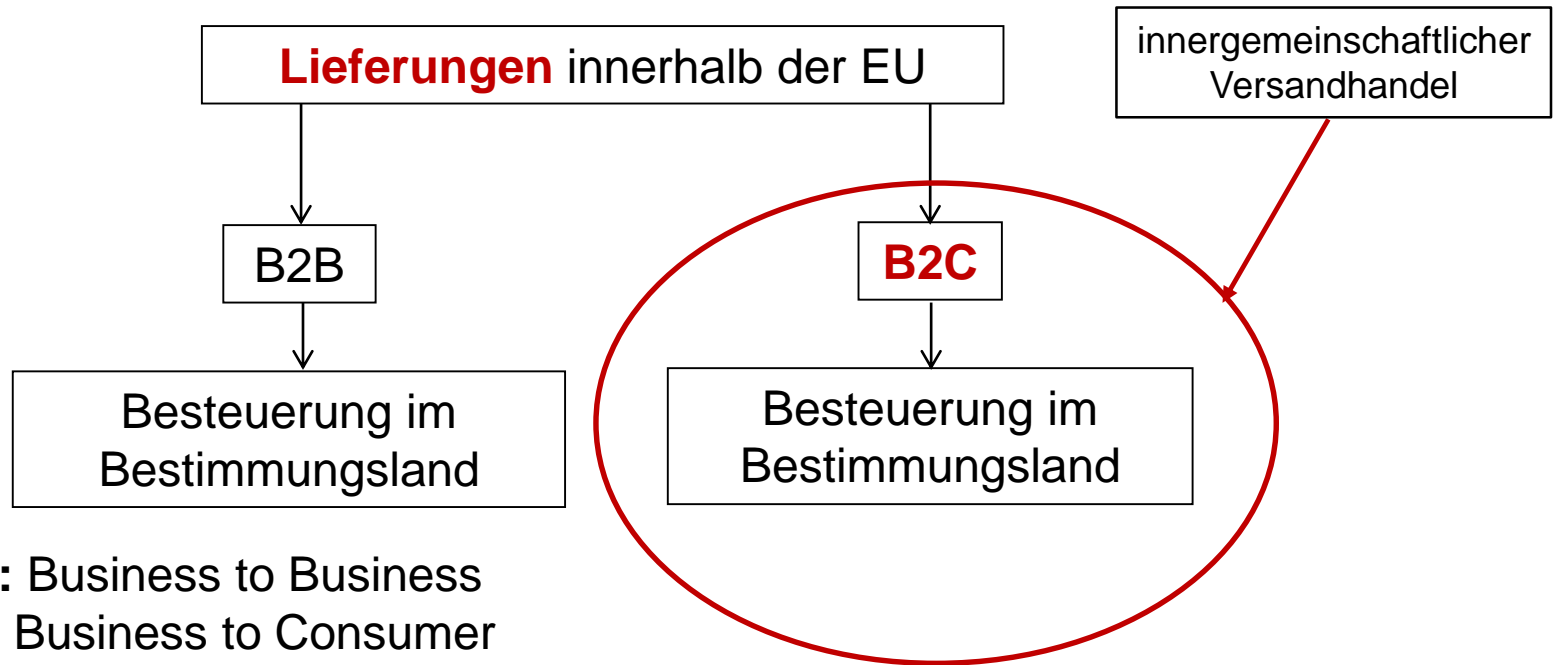 Lieferungen innerhalb der EU
innergemeinschaftlicher
Versandhandel
B2B
B2C
Besteuerung im
Bestimmungsland
Besteuerung im
Bestimmungsland
: Business to Business
Business to Consumer